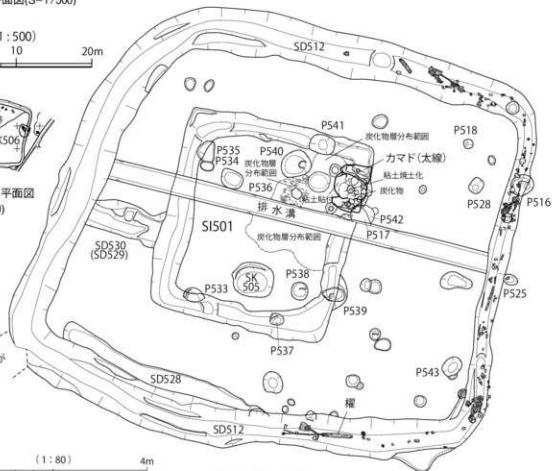 平面図(S=1/500)
1：500)
10 20m
K506
平面図
SD512
P541
P535
P534
P540
炭化物層分布範囲
炭化物層
分布範囲
カマド(太線)
粘土焼土化
炭化物
粘土貼付
P518
P528
P516
P536
排水溝
SI501
P542
P517
炭化物層分布範囲
SD530
(SD529)
SK
505
P538
P533
P539
P525
P537
P543
SD528
SD512
櫂
が
(1：80) 4m